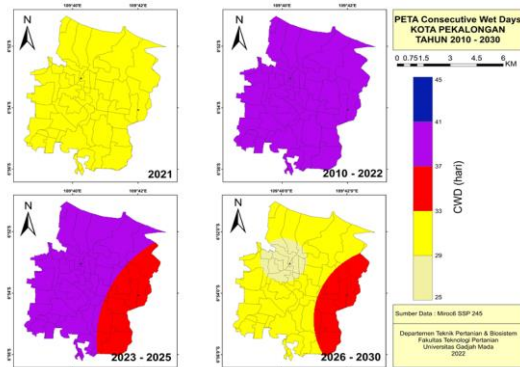 PETA Consecutive Wet Days
KOTA PEKALONGAN
TAHUN 2010 - 2030
0 0.75 1.5 3 4 6
KM
N
2021
N
2010 - 2022
N
2023 - 2025
N
2026 - 2030
CWD (hari)
45
41
37
33
29
25
Sumber Data : Miroc6 SSP 245
Departemen Teknik Pertanian & Biosistem
Fakultas Teknologi Pertanian
Universitas Gadjah Mada
2022